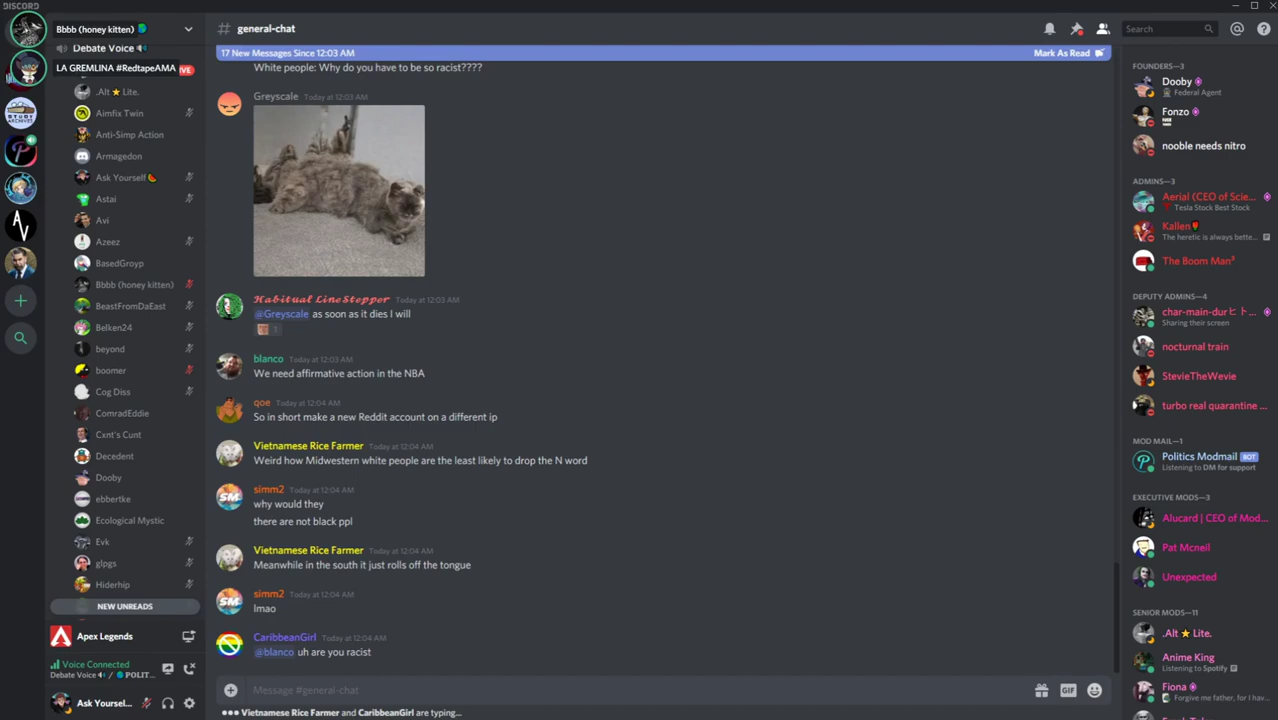 DISCORD
Bbbb (honey kitten)
Debate Voice
LA GREMLINA #RedtapeAMA
LIVE
.Alt ⭐ Lite.
Aimfix Twin
Anti-Simp Action
Armagedon
Ask Yourself 🍉
Astai
Avi
Azeez
BasedGroyp
Bbbb (honey kitten)
BeastFromDaEast
Belken24
beyond
boomer
Cog Diss
ComradEddie
Cxnt's Cunt
Decedent
Dooby
ebbertke
Ecological Mystic
Evk
glpgs
Hiderhip
NEW UNREADS
Apex Legends
Voice Connected
Debate Voice 🔊 / 🌎 POLIT...
Ask Yoursel...
# general-chat
Search
17 New Messages Since 12:03 AM
Mark As Read
White people: Why do you have to be so racist????
Greyscale Today at 12:03 AM
Habitual LineStepper Today at 12:03 AM
@Greyscale as soon as it dies I will
1
blanco Today at 12:03 AM
We need affirmative action in the NBA
qoe Today at 12:04 AM
So in short make a new Reddit account on a different ip
Vietnamese Rice Farmer Today at 12:04 AM
Weird how Midwestern white people are the least likely to drop the N word
simm2 Today at 12:04 AM
why would they
there are not black ppl
Vietnamese Rice Farmer Today at 12:04 AM
Meanwhile in the south it just rolls off the tongue
simm2 Today at 12:04 AM
lmao
CaribbeanGirl Today at 12:04 AM
@blanco uh are you racist
Message #general-chat
GIF
Vietnamese Rice Farmer and CaribbeanGirl are typing...
FOUNDERS—3
Dooby
Federal Agent
Fonzo
nooble needs nitro
ADMINS—3
Aerial (CEO of Scie...
Tesla Stock Best Stock
Kallen🌹
The heretic is always bette...
The Boom Man³
DEPUTY ADMINS—4
char-main-durヒト...
Sharing their screen
nocturnal train
StevieTheWevie
turbo real quarantine ...
MOD MAIL—1
Politics Modmail BOT
Listening to DM for support
EXECUTIVE MODS—3
Alucard | CEO of Mod...
Pat Mcneil
Unexpected
SENIOR MODS—11
.Alt ⭐ Lite.
Anime King
Listening to Spotify
Fiona
Forgive me father, for I hav...